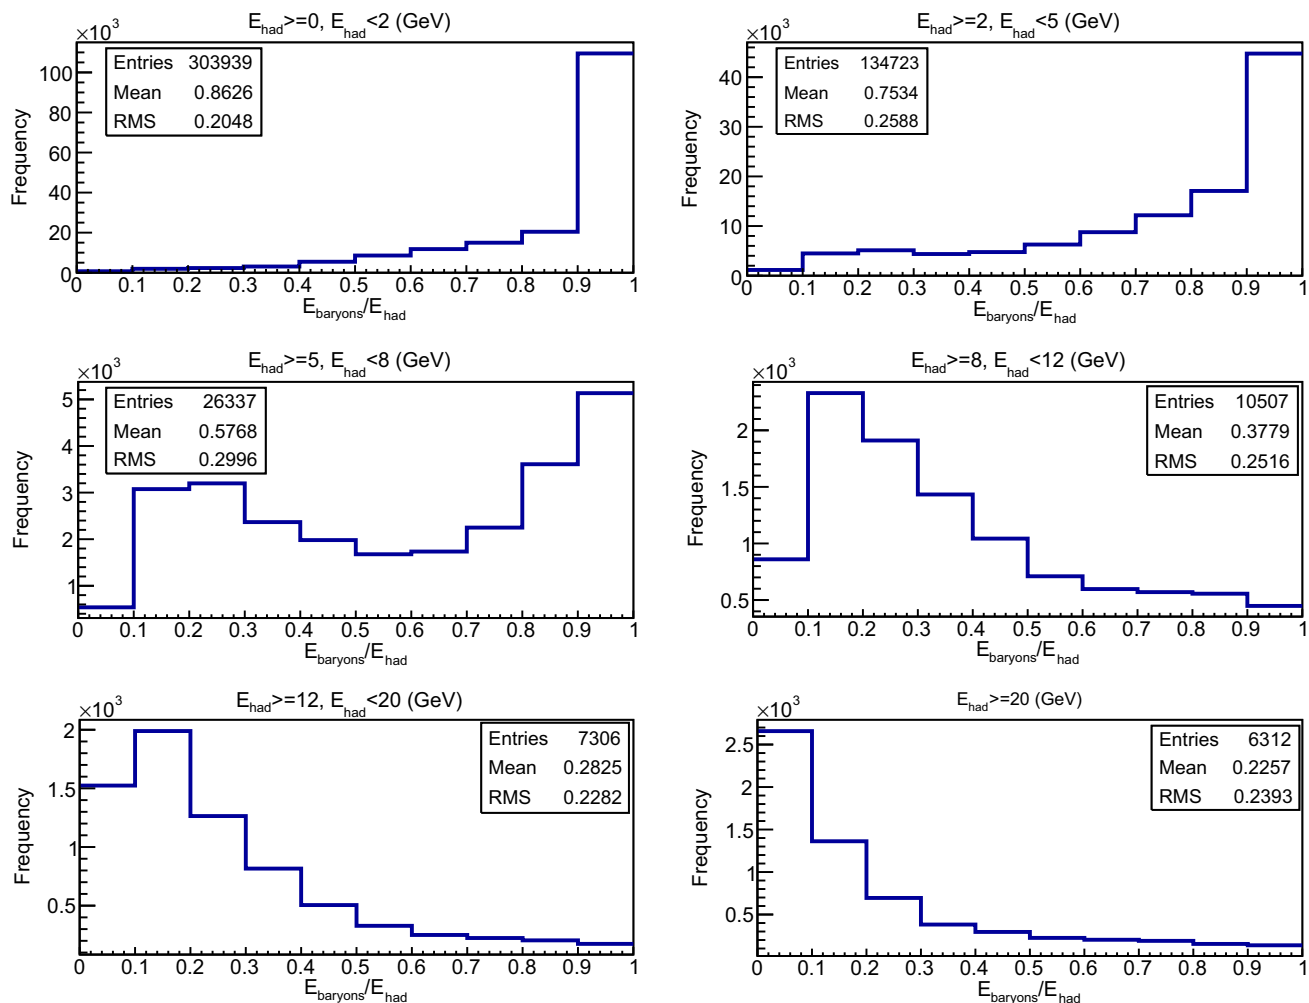 E_had>=0, E_had<2 (GeV)
×10³
Entries 303939
Mean 0.8626
RMS 0.2048
100
80
60
40
20
0
Frequency
0 0.1 0.2 0.3 0.4 0.5 0.6 0.7 0.8 0.9 1
E_baryons/E_had
E_had>=2, E_had<5 (GeV)
×10³
Entries 134723
Mean 0.7534
RMS 0.2588
40
30
20
10
0
Frequency
0 0.1 0.2 0.3 0.4 0.5 0.6 0.7 0.8 0.9 1
E_baryons/E_had
E_had>=5, E_had<8 (GeV)
×10³
Entries 26337
Mean 0.5768
RMS 0.2996
5
4
3
2
1
Frequency
0 0.1 0.2 0.3 0.4 0.5 0.6 0.7 0.8 0.9 1
E_baryons/E_had
E_had>=8, E_had<12 (GeV)
×10³
Entries 10507
Mean 0.3779
RMS 0.2516
2
1.5
1
0.5
Frequency
0 0.1 0.2 0.3 0.4 0.5 0.6 0.7 0.8 0.9 1
E_baryons/E_had
E_had>=12, E_had<20 (GeV)
×10³
Entries 7306
Mean 0.2825
RMS 0.2282
2
1.5
1
0.5
Frequency
0 0.1 0.2 0.3 0.4 0.5 0.6 0.7 0.8 0.9 1
E_baryons/E_had
E_had>=20 (GeV)
×10³
Entries 6312
Mean 0.2257
RMS 0.2393
2.5
2
1.5
1
0.5
Frequency
0 0.1 0.2 0.3 0.4 0.5 0.6 0.7 0.8 0.9 1
E_baryons/E_had